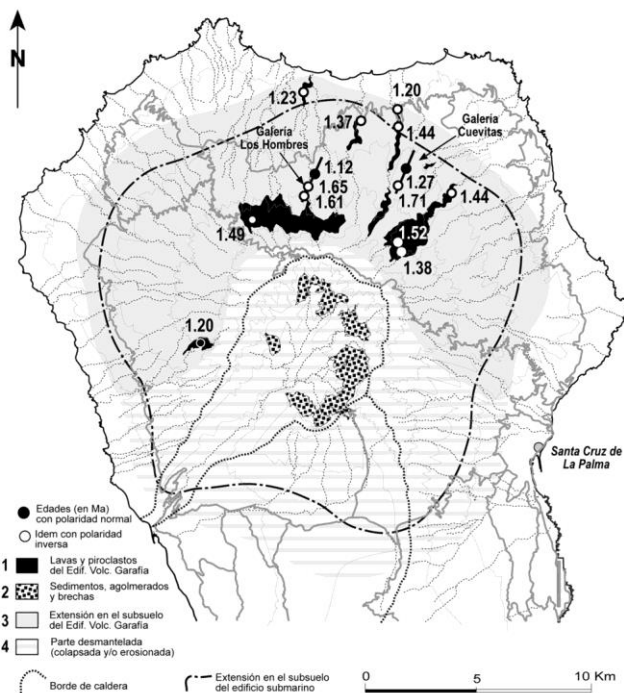 N
1.23
1.20
1.37
Galería
Los Hombres
1.44
Galería
Cuevitas
1.12
1.65
1.27
1.61
1.71
1.44
1.49
1.52
1.38
1.20
Santa Cruz de
La Palma
Edades (en Ma)
con polaridad normal
Idem con polaridad
inversa
1 Lavas y piroclastos
del Edif. Volc. Garafía
2 Sedimentos, agolmerados
y brechas
3 Extensión en el subsuelo
del Edif. Volc. Garafía
4 Parte desmantelada
(colapsada y/o erosionada)
Borde de caldera
Extensión en el subsuelo
del edificio submarino
0 5 10 Km